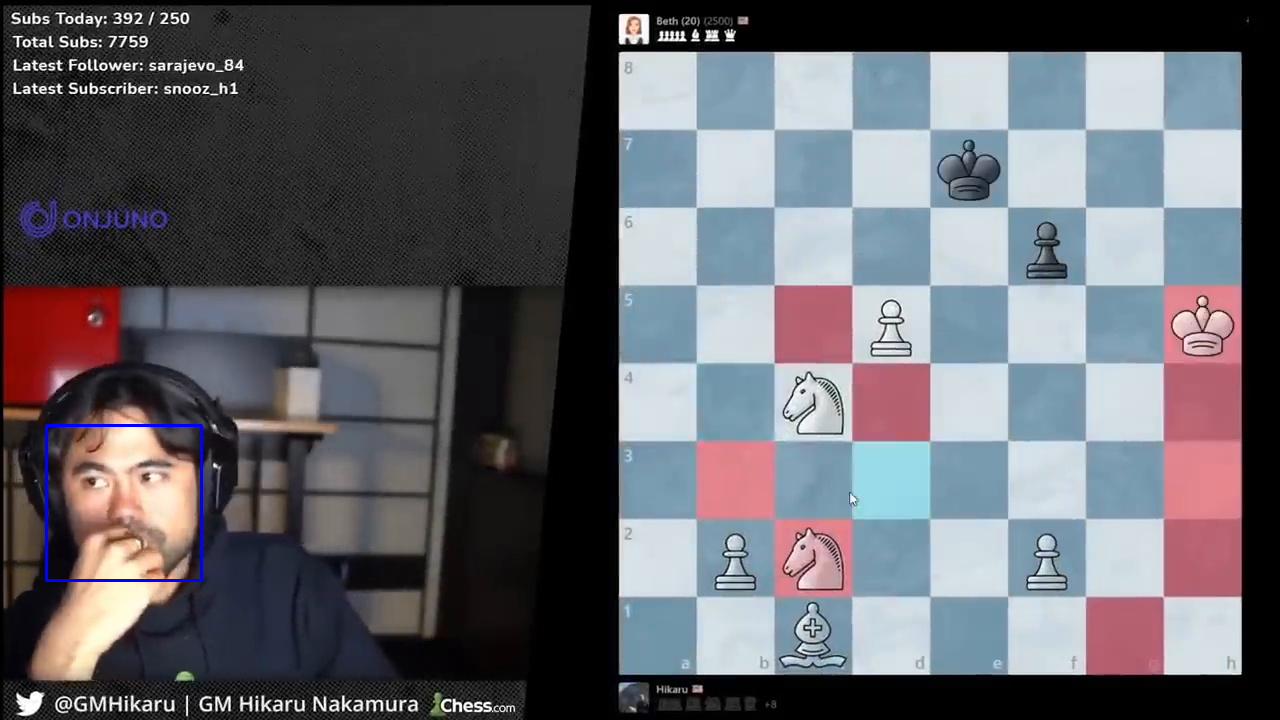 Subs Today: 392 / 250
Total Subs: 7759
Latest Follower: sarajevo_84
Latest Subscriber: snooz_h1
ONJUNO
@GMHikaru | GM Hikaru Nakamura Chess.com
Beth (20) (2500)
8
7
6
5
4
3
2
1
a b d e f g h
Hikaru
+8